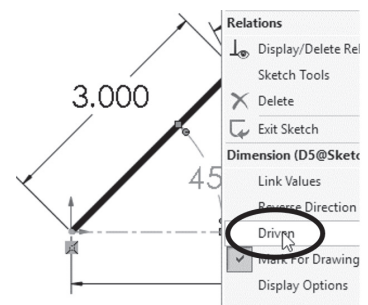 Relations
Display/Delete Rel
Sketch Tools
Delete
Exit Sketch
Dimension (D5@Sketc
Link Values
Reverse Direction
Driven
Mark For Drawing
Display Options
3.000
45